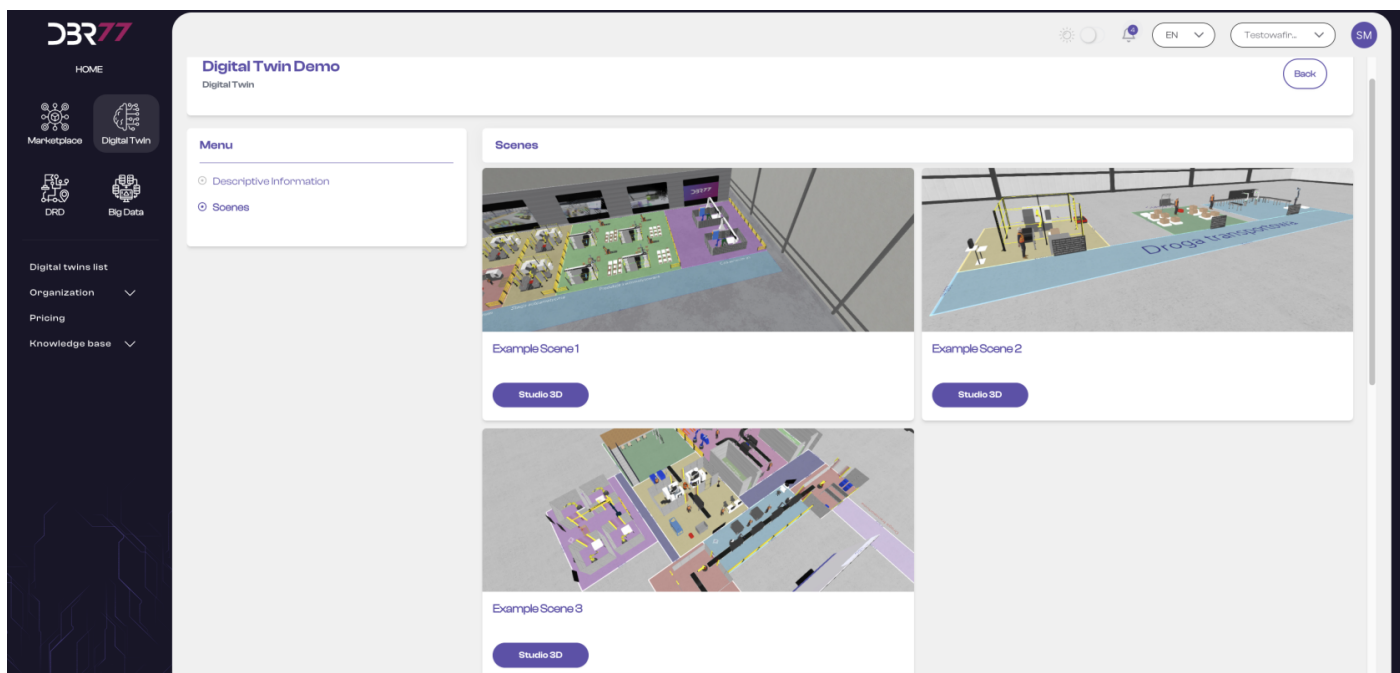 DBR77
HOME
Marketplace
Digital Twin
DRD
Big Data
Digital twins list
Organization
Pricing
Knowledge base
4
EN
Testowafir...
SM
Digital Twin Demo
Digital Twin
Back
Menu
Descriptive Information
Scenes
Scenes
DBR77
Droga transportowa
Example Scene 1
Example Scene 2
Studio 3D
Studio 3D
Example Scene 3
Studio 3D